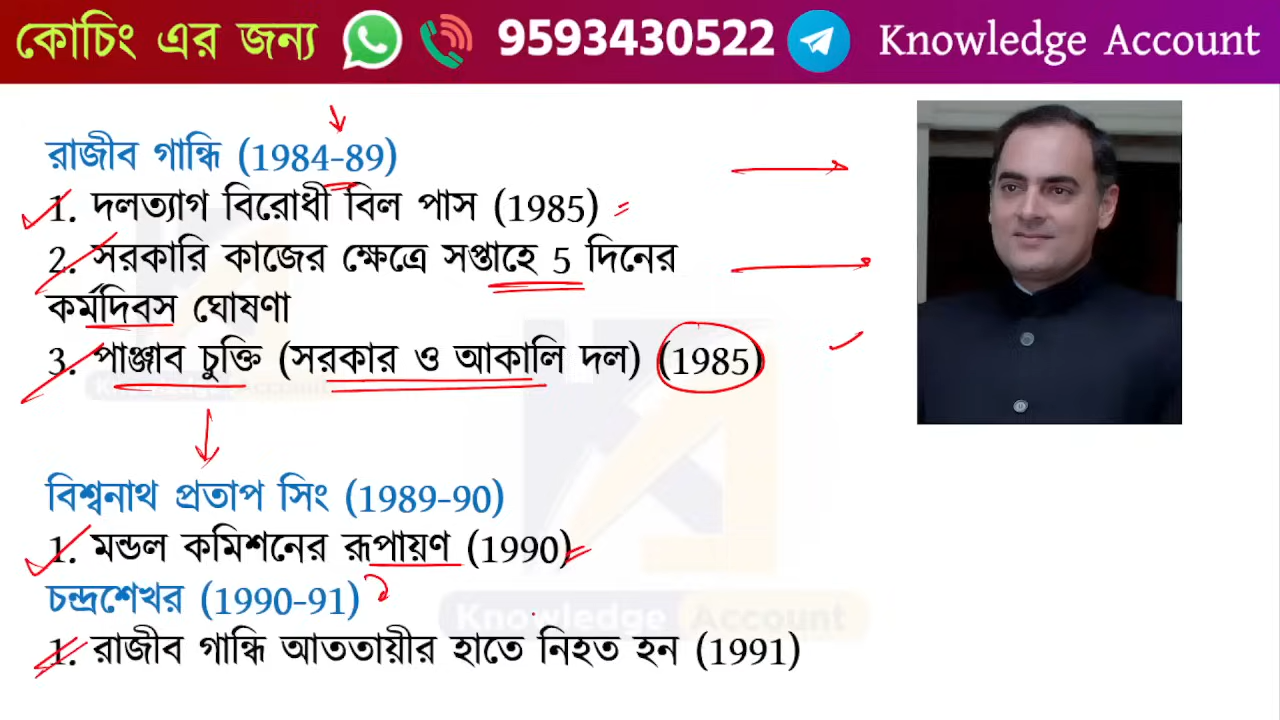 কোচিং এর জন্য 9593430522 Knowledge Account
রাজীব গান্ধি (1984-89)
1. দলত্যাগ বিরোধী বিল পাস (1985)
2. সরকারি কাজের ক্ষেত্রে সপ্তাহে 5 দিনের
কর্মদিবস ঘোষণা
3. পাঞ্জাব চুক্তি (সরকার ও আকালি দল) (1985)
বিশ্বনাথ প্রতাপ সিং (1989-90)
1. মন্ডল কমিশনের রূপায়ণ (1990)
চন্দ্রশেখর (1990-91)
Knowledge Account
1. রাজীব গান্ধি আততায়ীর হাতে নিহত হন (1991)